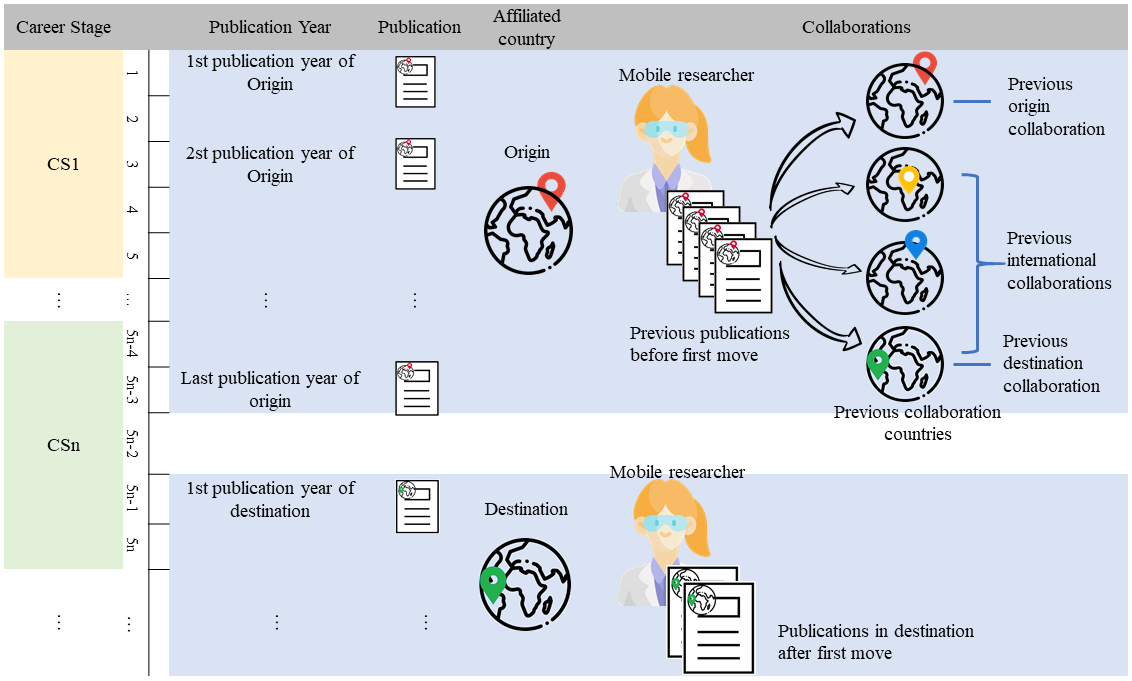 Career Stage
Publication Year
Publication
Affiliated
country
Collaborations
CS1
1
2
3
4
5
1st publication year of
Origin
2st publication year of
Origin
Origin
Mobile researcher
Previous publications
before first move
Previous
origin
collaboration
Previous
international
collaborations
Previous
destination
collaboration
Previous collaboration
countries
...
...
...
...
CSn
5n-4
5n-3
5n-2
5n-1
5n
Last publication year of
origin
1st publication year of
destination
Destination
Mobile researcher
Publications in destination
after first move
...
...
...
...